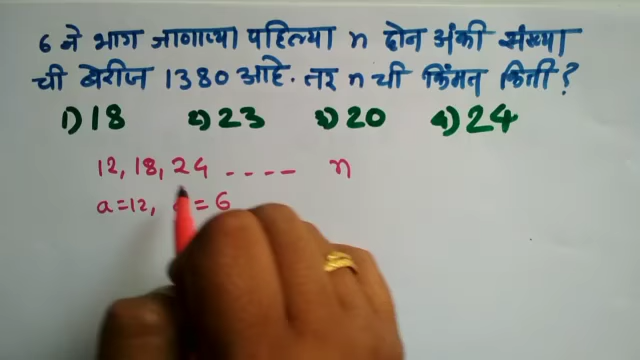 6 ने भाग जाणाऱ्या पहिल्या n दोन अंकी संख्या
ची बेरीज 1380 आहे. तर n ची किंमत किती?
1) 18 2) 23 3) 20 4) 24
12, 18, 24 ---- n
a=12, = 6